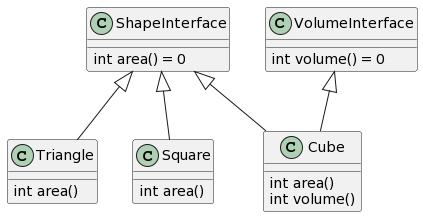 C ShapeInterface
int area() = 0
C VolumeInterface
int volume() = 0
C Triangle
int area()
C Square
int area()
C Cube
int area()
int volume()